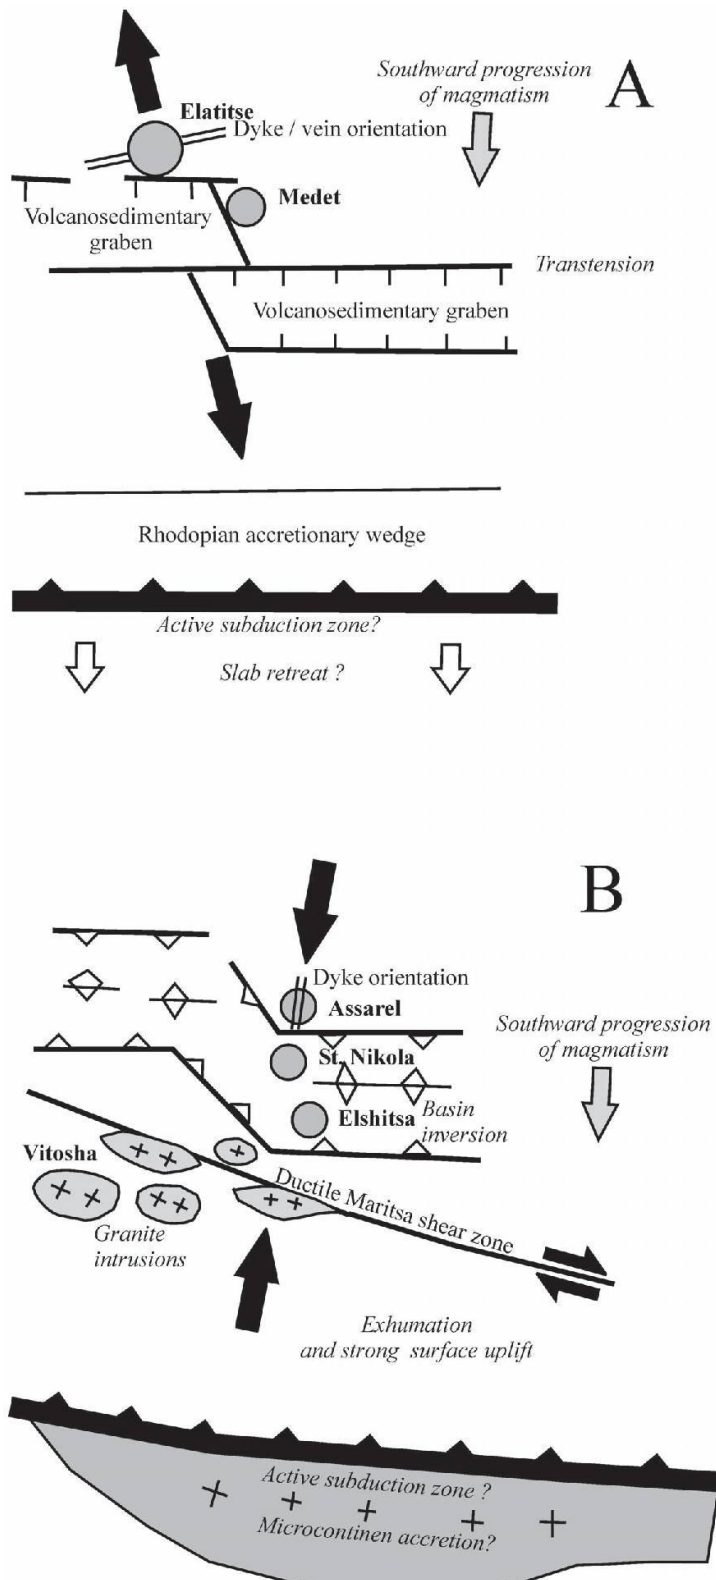 A
Southward progression
of magmatism
Elatitse
Dyke / vein orientation
Medet
Volcanosedimentary
graben
Transtension
Volcanosedimentary graben
Rhodopian accretionary wedge
Active subduction zone?
Slab retreat ?
B
Dyke orientation
Assarel
Southward progression
of magmatism
St. Nikola
Elshitsa
Basin
inversion
Vitosha
Ductile Maritsa shear zone
Granite
intrusions
Exhumation
and strong surface uplift
Active subduction zone ?
Microcontinen accretion?